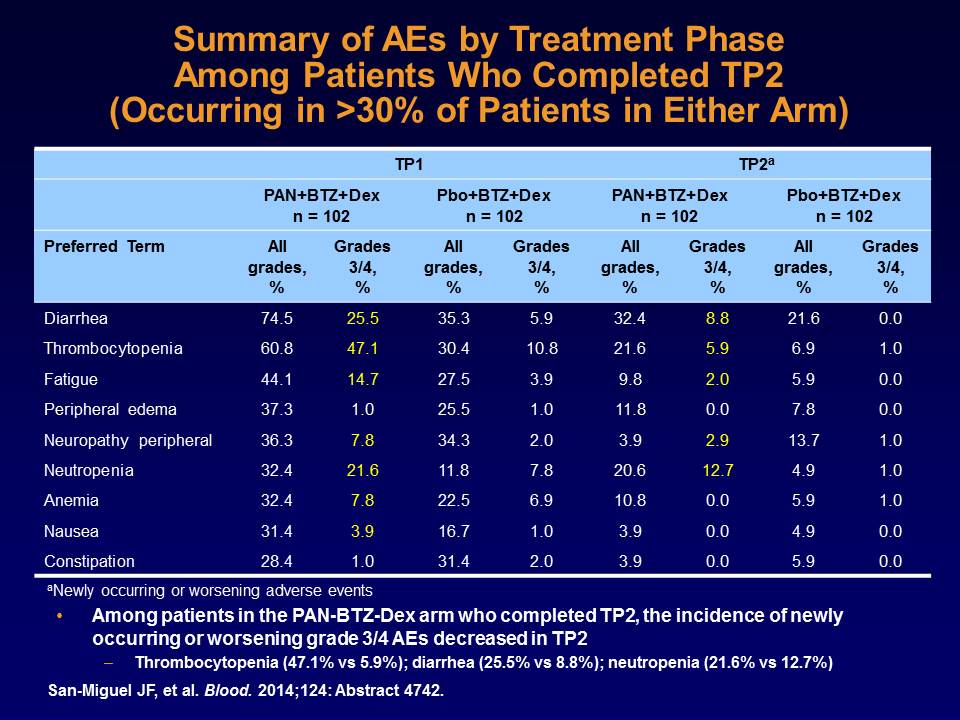 Summary of AEs by Treatment Phase
Among Patients Who Completed TP2
(Occurring in >30% of Patients in Either Arm)
TP1 TP2ᵃ
PAN+BTZ+Dex Pbo+BTZ+Dex PAN+BTZ+Dex Pbo+BTZ+Dex
n = 102 n = 102 n = 102 n = 102
Preferred Term All Grades All Grades All Grades All Grades
grades, 3/4, grades, 3/4, grades, 3/4, grades, 3/4,
% % % % % % % %
Diarrhea 74.5 25.5 35.3 5.9 32.4 8.8 21.6 0.0
Thrombocytopenia 60.8 47.1 30.4 10.8 21.6 5.9 6.9 1.0
Fatigue 44.1 14.7 27.5 3.9 9.8 2.0 5.9 0.0
Peripheral edema 37.3 1.0 25.5 1.0 11.8 0.0 7.8 0.0
Neuropathy peripheral 36.3 7.8 34.3 2.0 3.9 2.9 13.7 1.0
Neutropenia 32.4 21.6 11.8 7.8 20.6 12.7 4.9 1.0
Anemia 32.4 7.8 22.5 6.9 10.8 0.0 5.9 1.0
Nausea 31.4 3.9 16.7 1.0 3.9 0.0 4.9 0.0
Constipation 28.4 1.0 31.4 2.0 3.9 0.0 5.9 0.0
ᵃNewly occurring or worsening adverse events
• Among patients in the PAN-BTZ-Dex arm who completed TP2, the incidence of newly
occurring or worsening grade 3/4 AEs decreased in TP2
– Thrombocytopenia (47.1% vs 5.9%); diarrhea (25.5% vs 8.8%); neutropenia (21.6% vs 12.7%)
San-Miguel JF, et al. Blood. 2014;124: Abstract 4742.